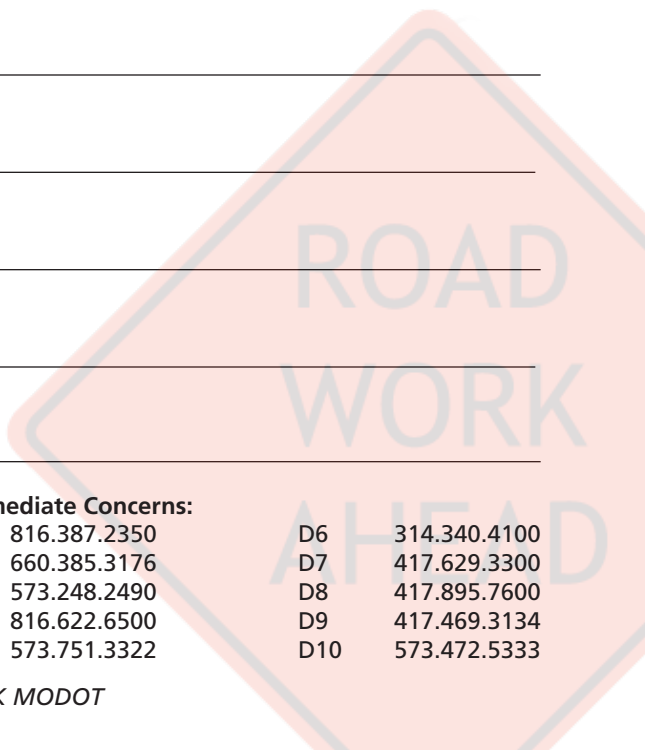 ROAD
WORK
AHEAD
mediate Concerns:
816.387.2350 D6 314.340.4100
660.385.3176 D7 417.629.3300
573.248.2490 D8 417.895.7600
816.622.6500 D9 417.469.3134
573.751.3322 D10 573.472.5333
K MODOT